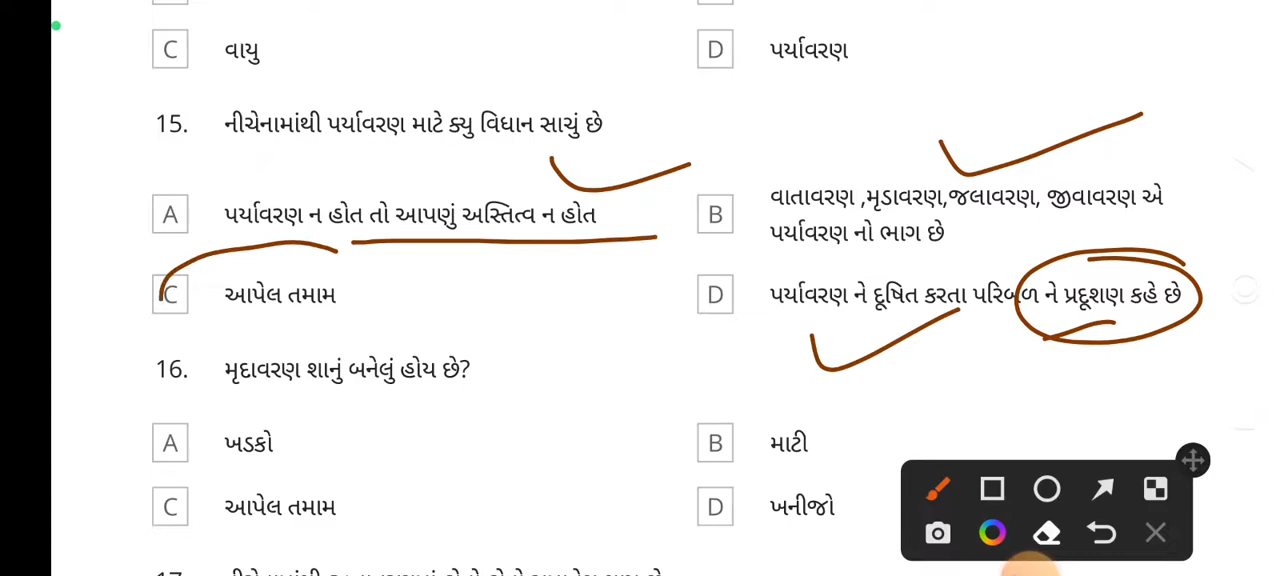 C વાયુ
D પર્યાવરણ
15. નીચેનામાંથી પર્યાવરણ માટે ક્યુ વિધાન સાચું છે
A પર્યાવરણ ન હોત તો આપણું અસ્તિત્વ ન હોત
B વાતાવરણ ,મૃડાવરણ,જલાવરણ, જીવાવરણ એ
પર્યાવરણ નો ભાગ છે
C આપેલ તમામ
D પર્યાવરણ ને દૂષિત કરતા પરિબળ ને પ્રદૂશણ કહે છે
16. મૃદાવરણ શાનું બનેલું હોય છે?
A ખડકો
B માટી
C આપેલ તમામ
D ખનીજો